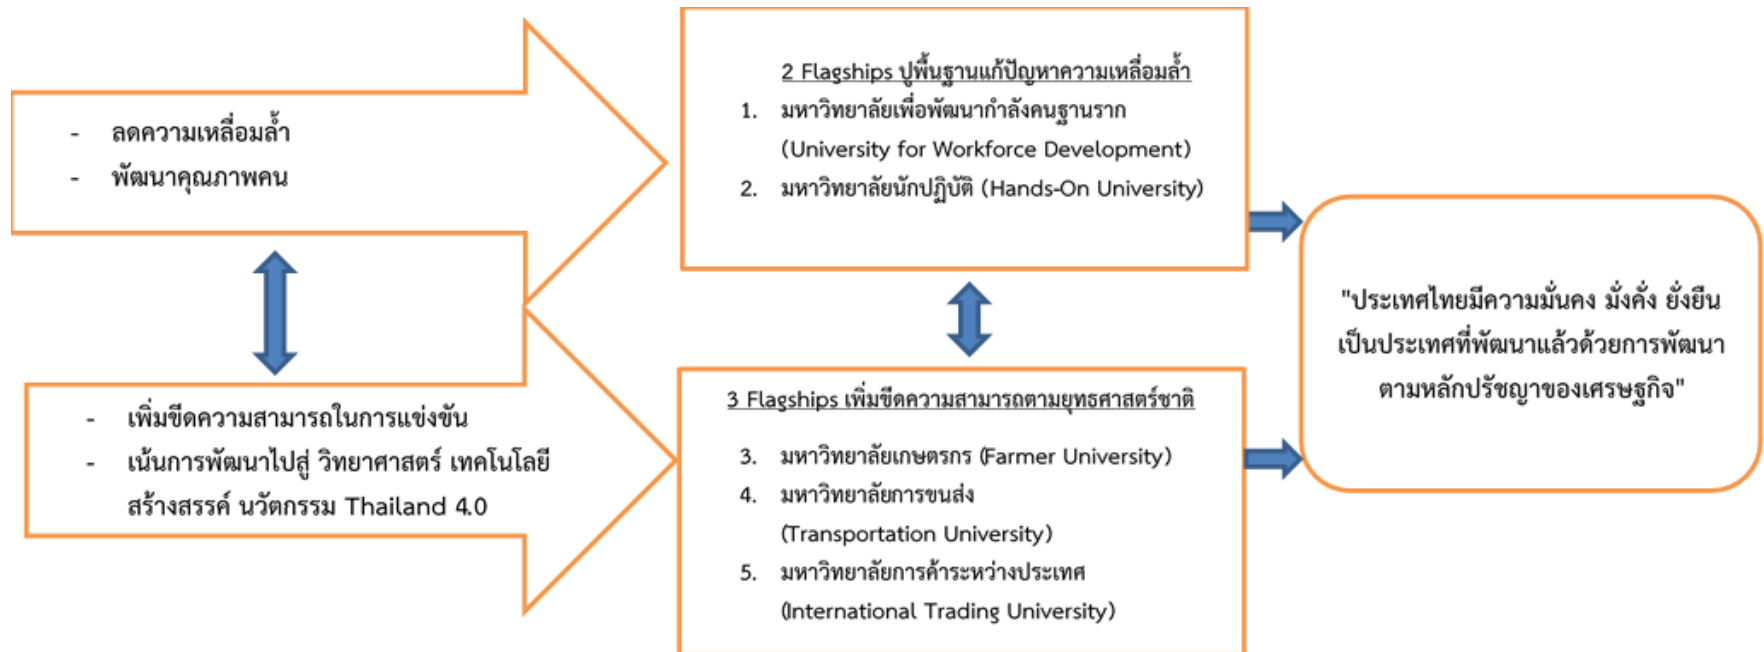 - ลดความเหลื่อมล้ำ
- พัฒนาคุณภาพคน
- เพิ่มขีดความสามารถในการแข่งขัน
- เน้นการพัฒนาไปสู่ วิทยาศาสตร์ เทคโนโลยี
สร้างสรรค์ นวัตกรรม Thailand 4.0
2 Flagships ปูพื้นฐานแก้ปัญหาความเหลื่อมล้ำ
1. มหาวิทยาลัยเพื่อพัฒนากำลังคนฐานราก
(University for Workforce Development)
2. มหาวิทยาลัยนักปฏิบัติ (Hands-On University)
3 Flagships เพิ่มขีดความสามารถตามยุทธศาสตร์ชาติ
3. มหาวิทยาลัยเกษตรกร (Farmer University)
4. มหาวิทยาลัยการขนส่ง
(Transportation University)
5. มหาวิทยาลัยการค้าระหว่างประเทศ
(International Trading University)
"ประเทศไทยมีความมั่นคง มั่งคั่ง ยั่งยืน
เป็นประเทศที่พัฒนาแล้วด้วยการพัฒนา
ตามหลักปรัชญาของเศรษฐกิจ"